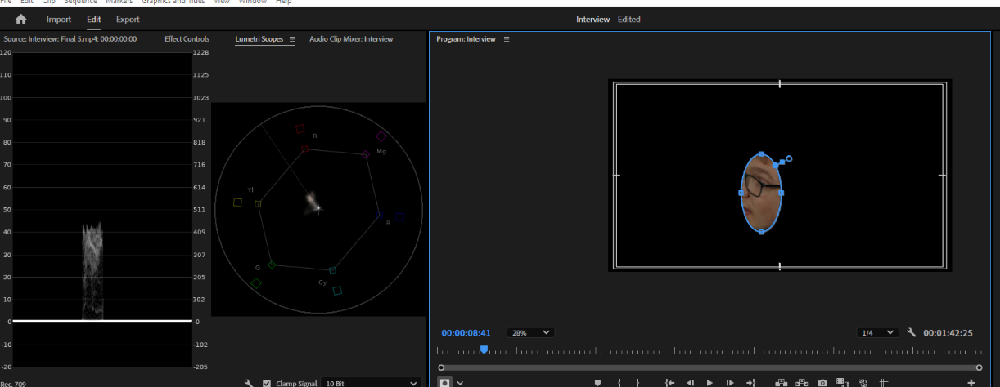 File Edit Clip Sequence Markers Graphics and Titles View Window Help
Import Edit Export
Interview - Edited
Source: Interview: Final S.mp4: 00:00:00:00 Effect Controls Lumetri Scopes Audio Clip Mixer: Interview
Program: Interview
120 1228
110 1125
100 1023
90 921
80 818
70 716
60 614
50 511
40 409
30 307
20 205
10 102
0 -0
-10 -102
-20 -205
R
Mg
Yl
B
G
Cy
00:00:08:41 28% 1/4 00:01:42:25
Rec. 709 Clamp Signal 10 Bit